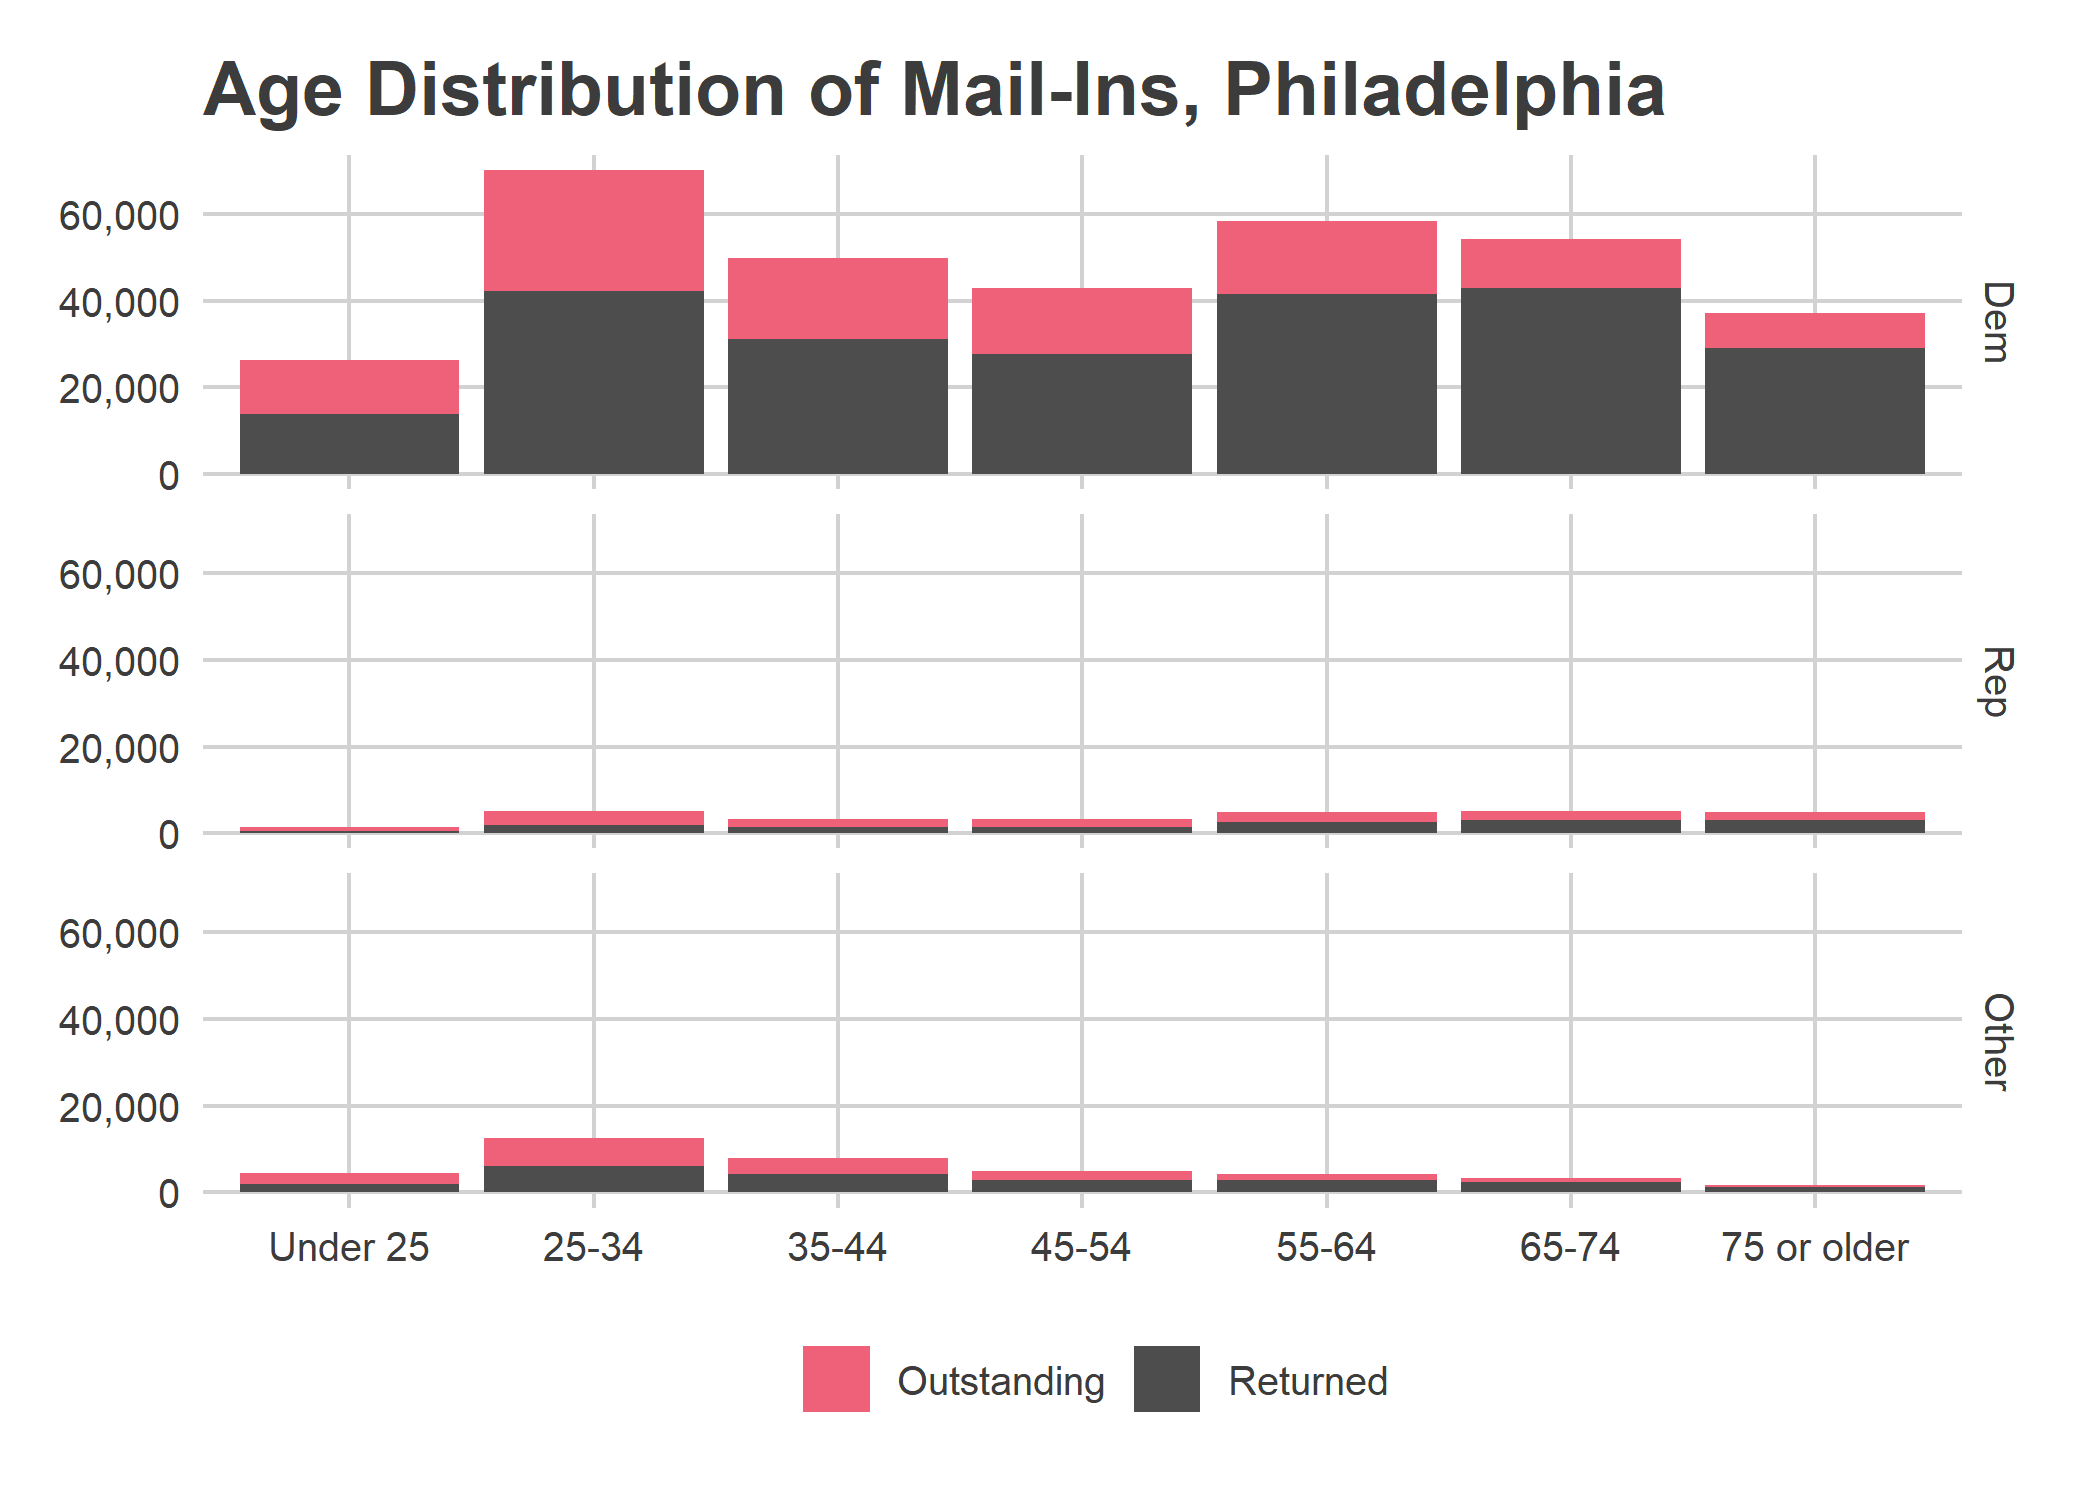 Age Distribution of Mail-Ins, Philadelphia
60,000
40,000
20,000
0
Dem
60,000
40,000
20,000
0
Rep
60,000
40,000
20,000
0
Other
Under 25 25-34 35-44 45-54 55-64 65-74 75 or older
Outstanding Returned